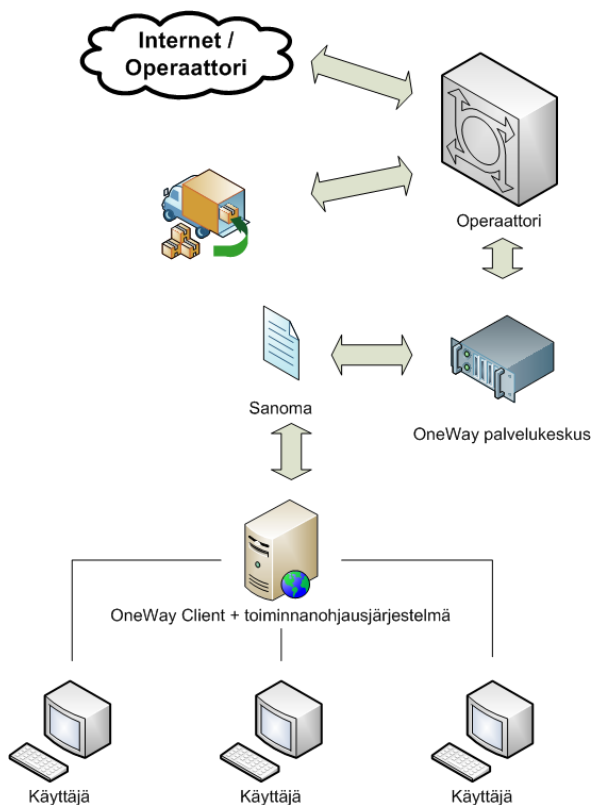 Internet /
Operaattori
Operaattori
Sanoma
OneWay palvelukeskus
OneWay Client + toiminnanohjausjärjestelmä
Käyttäjä
Käyttäjä
Käyttäjä